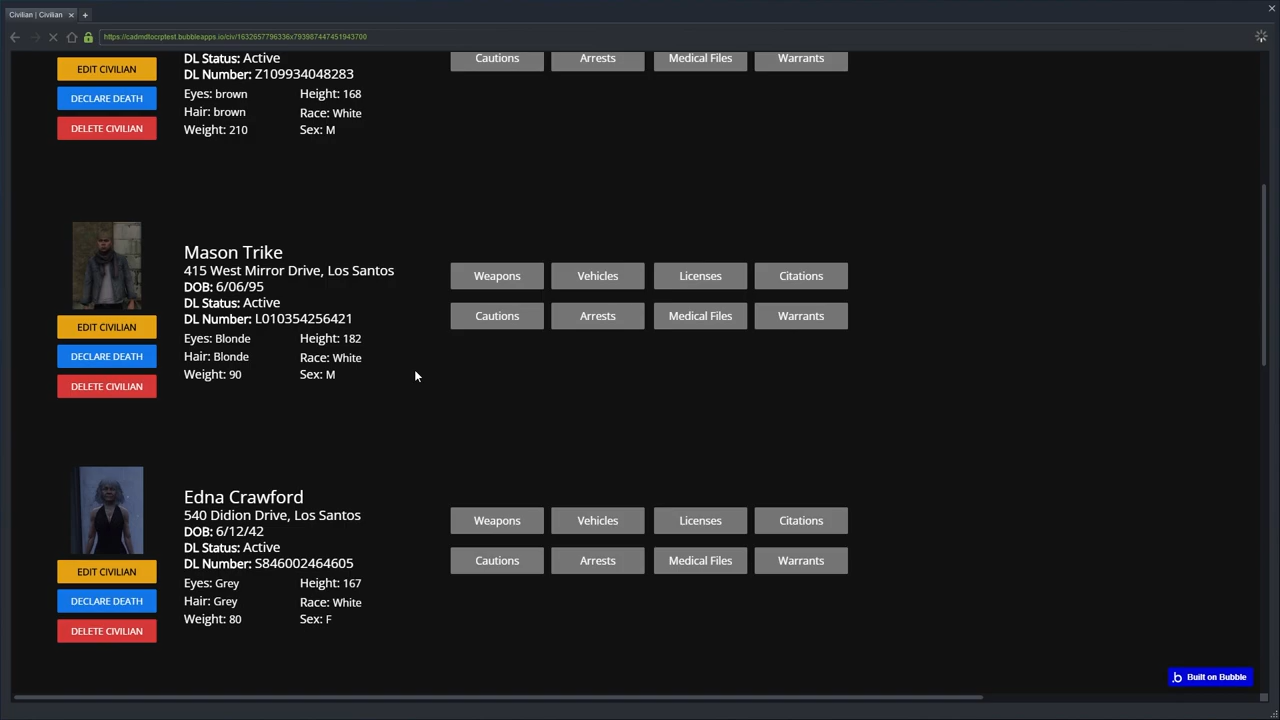 Civilian | Civilian
https://cadmdtocrptest.bubbleapps.io/civ/1632657796336x793987447451943700
DL Status: Active
DL Number: Z109934048283
Eyes: brown Height: 168
Hair: brown Race: White
Weight: 210 Sex: M
EDIT CIVILIAN
DECLARE DEATH
DELETE CIVILIAN
Cautions Arrests Medical Files Warrants
Mason Trike
415 West Mirror Drive, Los Santos
DOB: 6/06/95
DL Status: Active
DL Number: L010354256421
Eyes: Blonde Height: 182
Hair: Blonde Race: White
Weight: 90 Sex: M
EDIT CIVILIAN
DECLARE DEATH
DELETE CIVILIAN
Weapons Vehicles Licenses Citations
Cautions Arrests Medical Files Warrants
Edna Crawford
540 Didion Drive, Los Santos
DOB: 6/12/42
DL Status: Active
DL Number: S846002464605
Eyes: Grey Height: 167
Hair: Grey Race: White
Weight: 80 Sex: F
EDIT CIVILIAN
DECLARE DEATH
DELETE CIVILIAN
Weapons Vehicles Licenses Citations
Cautions Arrests Medical Files Warrants
.b Built on Bubble